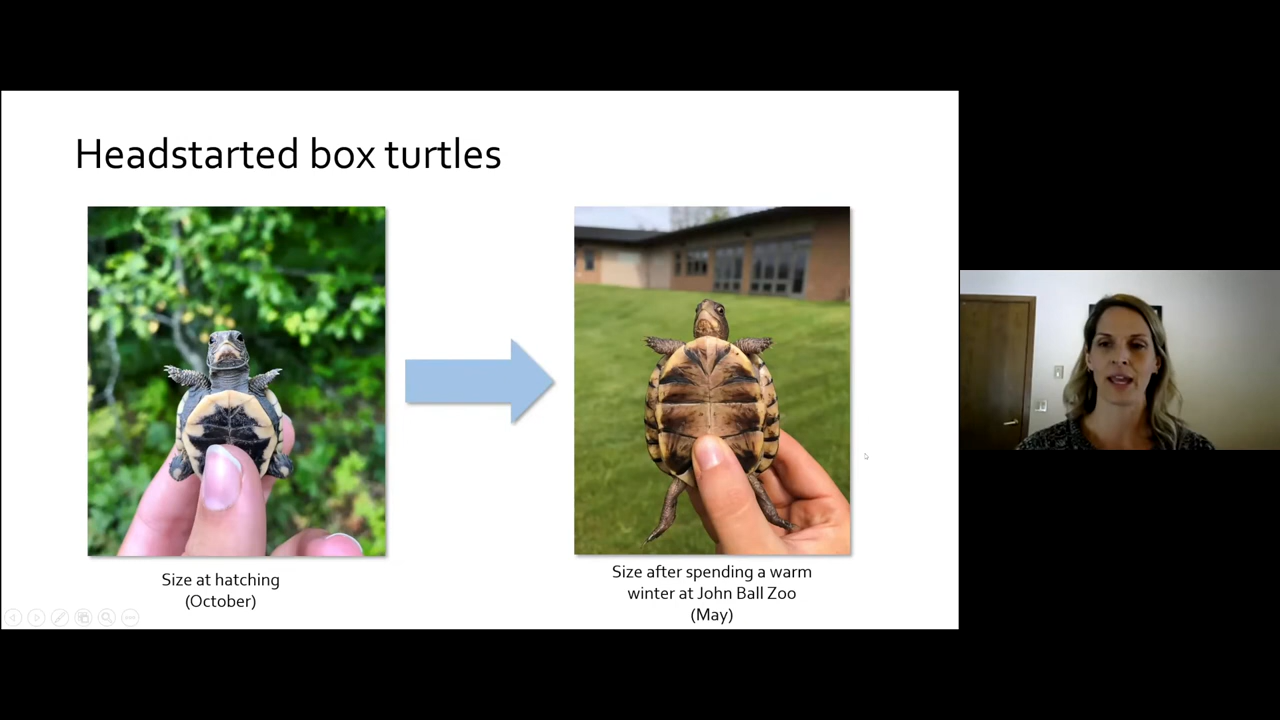 Headstarted box turtles
Size at hatching
(October)
Size after spending a warm
winter at John Ball Zoo
(May)